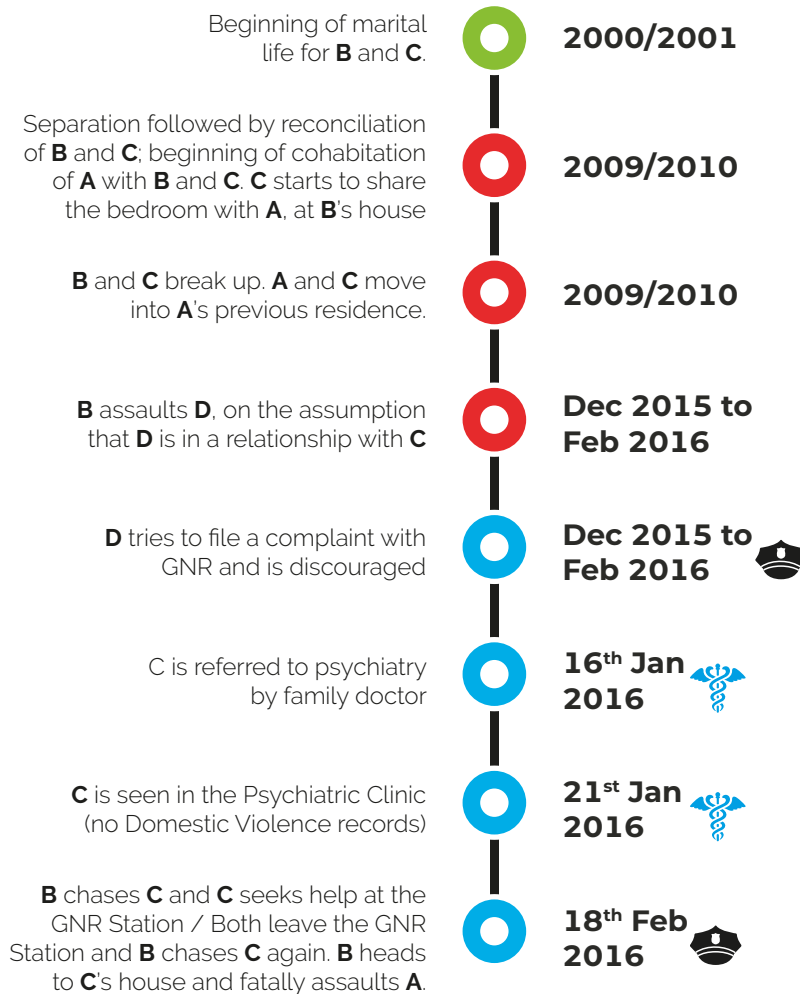 Beginning of marital
life for B and C.
2000/2001
Separation followed by reconciliation
of B and C; beginning of cohabitation
of A with B and C. C starts to share
the bedroom with A, at B's house
2009/2010
B and C break up. A and C move
into A's previous residence.
2009/2010
B assaults D, on the assumption
that D is in a relationship with C
Dec 2015 to
Feb 2016
D tries to file a complaint with
GNR and is discouraged
Dec 2015 to
Feb 2016
C is referred to psychiatry
by family doctor
16th Jan
2016
C is seen in the Psychiatric Clinic
(no Domestic Violence records)
21st Jan
2016
B chases C and C seeks help at the
GNR Station / Both leave the GNR
Station and B chases C again. B heads
to C's house and fatally assaults A.
18th Feb
2016